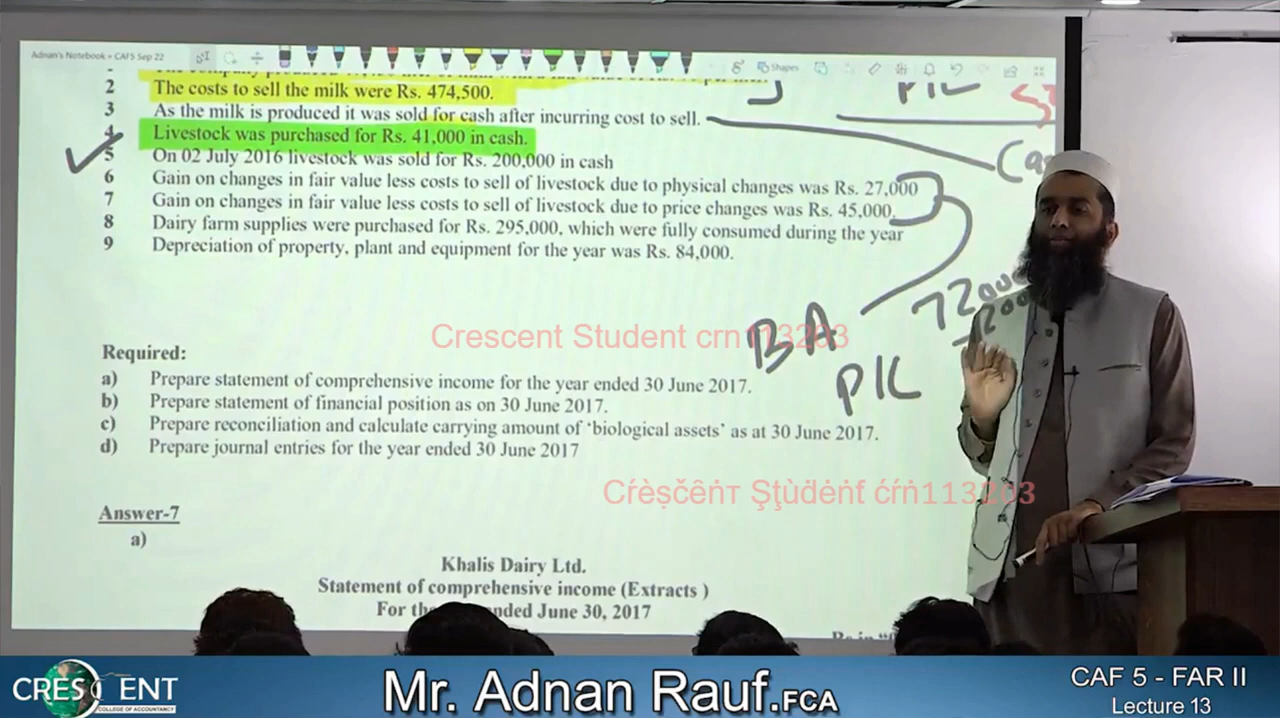 Adnan's Notebook » CAF5 Sep 22
Shapes
2 The costs to sell the milk were Rs. 474,500.
3 As the milk is produced it was sold for cash after incurring cost to sell.
4 Livestock was purchased for Rs. 41,000 in cash.
5 On 02 July 2016 livestock was sold for Rs. 200,000 in cash
6 Gain on changes in fair value less costs to sell of livestock due to physical changes was Rs. 27,000
7 Gain on changes in fair value less costs to sell of livestock due to price changes was Rs. 45,000.
8 Dairy farm supplies were purchased for Rs. 295,000, which were fully consumed during the year
9 Depreciation of property, plant and equipment for the year was Rs. 84,000.
P/L
72000
BA
P/L
Crescent Student crn113203
Required:
a) Prepare statement of comprehensive income for the year ended 30 June 2017.
b) Prepare statement of financial position as on 30 June 2017.
c) Prepare reconciliation and calculate carrying amount of ‘biological assets’ as at 30 June 2017.
d) Prepare journal entries for the year ended 30 June 2017
Cŕèṣčêṅт Şţùḋėṅḟ ćŕṅ113203
Answer-7
a)
Khalis Dairy Ltd.
Statement of comprehensive income (Extracts )
For the ended June 30, 2017
CRESCENT
COLLEGE OF ACCOUNTANCY
Mr. Adnan Rauf.FCA
CAF 5 - FAR II
Lecture 13